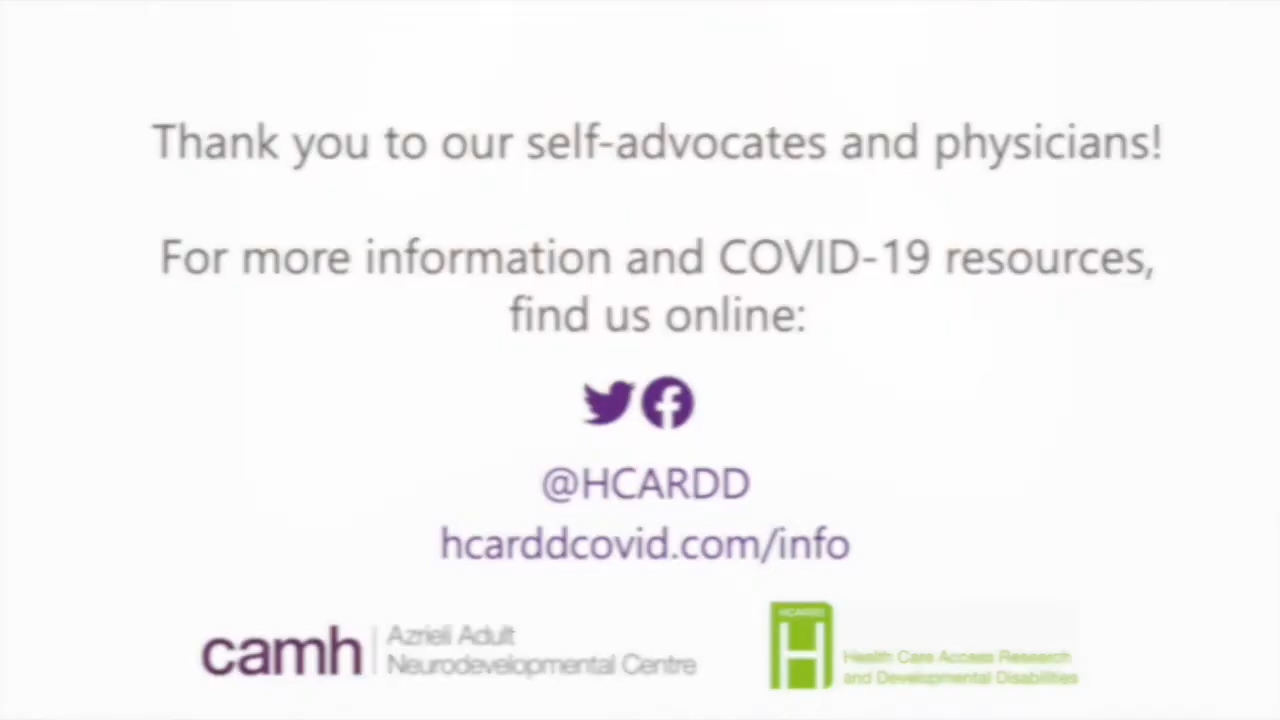 Thank you to our self-advocates and physicians!
For more information and COVID-19 resources,
find us online:
@HCARDD
hcarddcovid.com/info
camh
Azrieli Adult
Neurodevelopmental Centre
HCARDD
H
Health Care Access Research
and Developmental Disabilities